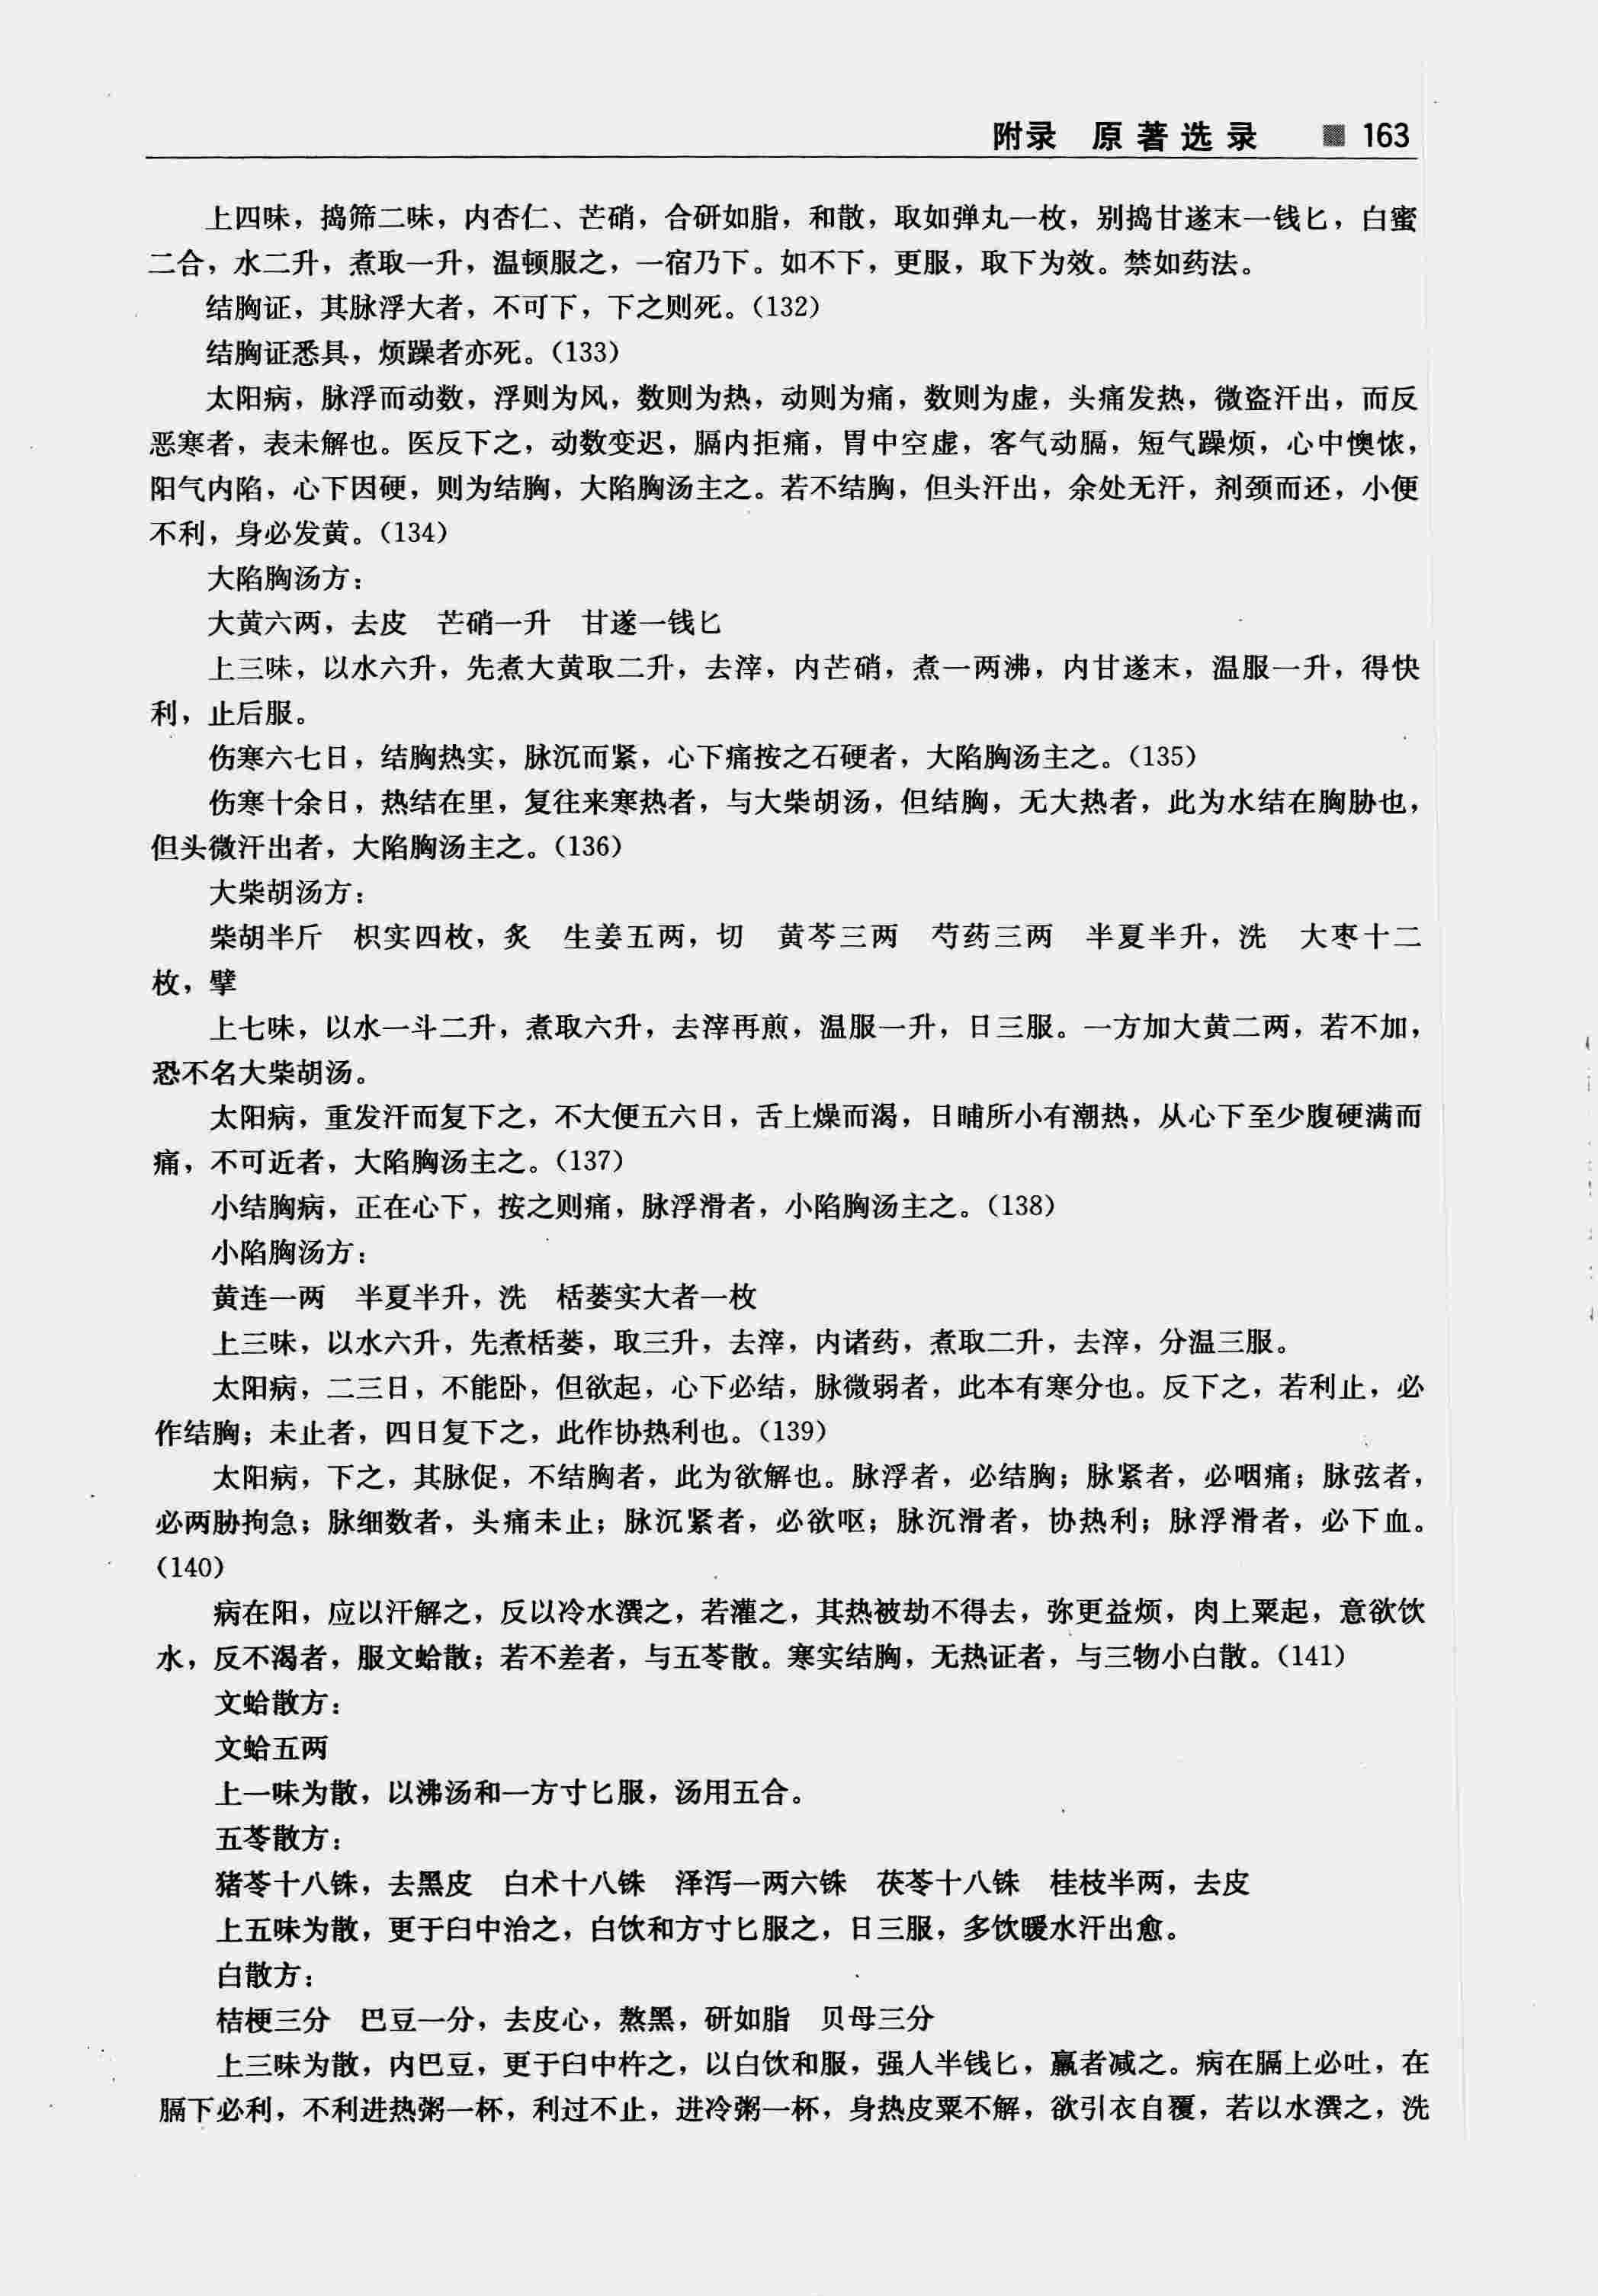 附录 原著选录 ■ 163
上四味，捣筛二味，内杏仁、芒硝，合研如脂，和散，取如弹丸一枚，别捣甘遂末一钱匕，白蜜
二合，水二升，煮取一升，温顿服之，一宿乃下。如不下，更服，取下为效。禁如药法。
结胸证，其脉浮大者，不可下，下之则死。（132）
结胸证悉具，烦躁者亦死。（133）
太阳病，脉浮而动数，浮则为风，数则为热，动则为痛，数则为虚，头痛发热，微盗汗出，而反
恶寒者，表未解也。医反下之，动数变迟，膈内拒痛，胃中空虚，客气动膈，短气躁烦，心中懊憹，
阳气内陷，心下因硬，则为结胸，大陷胸汤主之。若不结胸，但头汗出，余处无汗，剂颈而还，小便
不利，身必发黄。（134）
大陷胸汤方：
大黄六两，去皮 芒硝一升 甘遂一钱匕
上三味，以水六升，先煮大黄取二升，去滓，内芒硝，煮一两沸，内甘遂末，温服一升，得快
利，止后服。
伤寒六七日，结胸热实，脉沉而紧，心下痛按之石硬者，大陷胸汤主之。（135）
伤寒十余日，热结在里，复往来寒热者，与大柴胡汤，但结胸，无大热者，此为水结在胸胁也，
但头微汗出者，大陷胸汤主之。（136）
大柴胡汤方：
柴胡半斤 枳实四枚，炙 生姜五两，切 黄芩三两 芍药三两 半夏半升，洗 大枣十二
枚，擘
上七味，以水一斗二升，煮取六升，去滓再煎，温服一升，日三服。一方加大黄二两，若不加，
恐不名大柴胡汤。
太阳病，重发汗而复下之，不大便五六日，舌上燥而渴，日晡所小有潮热，从心下至少腹硬满而
痛，不可近者，大陷胸汤主之。（137）
小结胸病，正在心下，按之则痛，脉浮滑者，小陷胸汤主之。（138）
小陷胸汤方：
黄连一两 半夏半升，洗 栝蒌实大者一枚
上三味，以水六升，先煮栝蒌，取三升，去滓，内诸药，煮取二升，去滓，分温三服。
太阳病，二三日，不能卧，但欲起，心下必结，脉微弱者，此本有寒分也。反下之，若利止，必
作结胸；未止者，四日复下之，此作协热利也。（139）
太阳病，下之，其脉促，不结胸者，此为欲解也。脉浮者，必结胸；脉紧者，必咽痛；脉弦者，
必两胁拘急；脉细数者，头痛未止；脉沉紧者，必欲呕；脉沉滑者，协热利；脉浮滑者，必下血。
（140）
病在阳，应以汗解之，反以冷水潠之，若灌之，其热被劫不得去，弥更益烦，肉上粟起，意欲饮
水，反不渴者，服文蛤散；若不差者，与五苓散。寒实结胸，无热证者，与三物小白散。（141）
文蛤散方：
文蛤五两
上一味为散，以沸汤和一方寸匕服，汤用五合。
五苓散方：
猪苓十八铢，去黑皮 白术十八铢 泽泻一两六铢 茯苓十八铢 桂枝半两，去皮
上五味为散，更于臼中治之，白饮和方寸匕服之，日三服，多饮暖水汗出愈。
白散方：
桔梗三分 巴豆一分，去皮心，熬黑，研如脂 贝母三分
上三味为散，内巴豆，更于臼中杵之，以白饮和服，强人半钱匕，羸者减之。病在膈上必吐，在
膈下必利，不利进热粥一杯，利过不止，进冷粥一杯，身热皮粟不解，欲引衣自覆，若以水潠之，洗